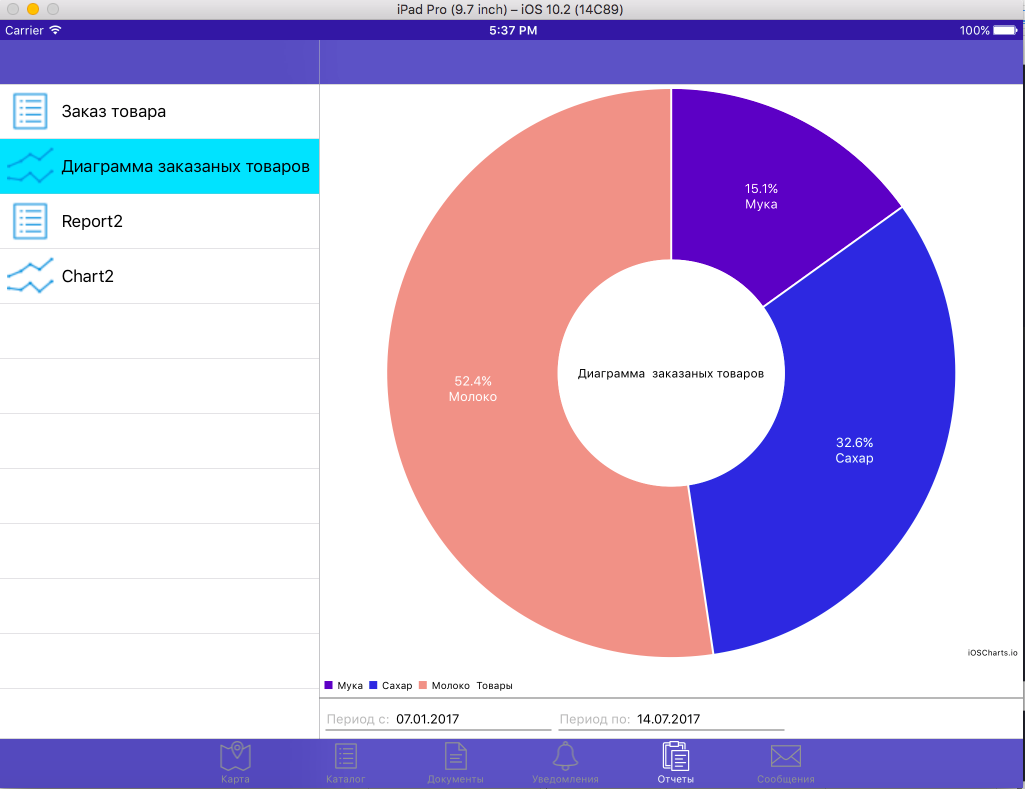 iPad Pro (9.7 inch) – iOS 10.2 (14C89)
Carrier 5:37 PM 100%
Заказ товара
Диаграмма заказаных товаров
Report2
Chart2
15.1%
Мука
52.4%
Молоко
Диаграмма заказаных товаров
32.6%
Сахар
iOSCharts.io
Мука Сахар Молоко Товары
Период с: 07.01.2017 Период по: 14.07.2017
Карта Каталог Документы Уведомления Отчеты Сообщения